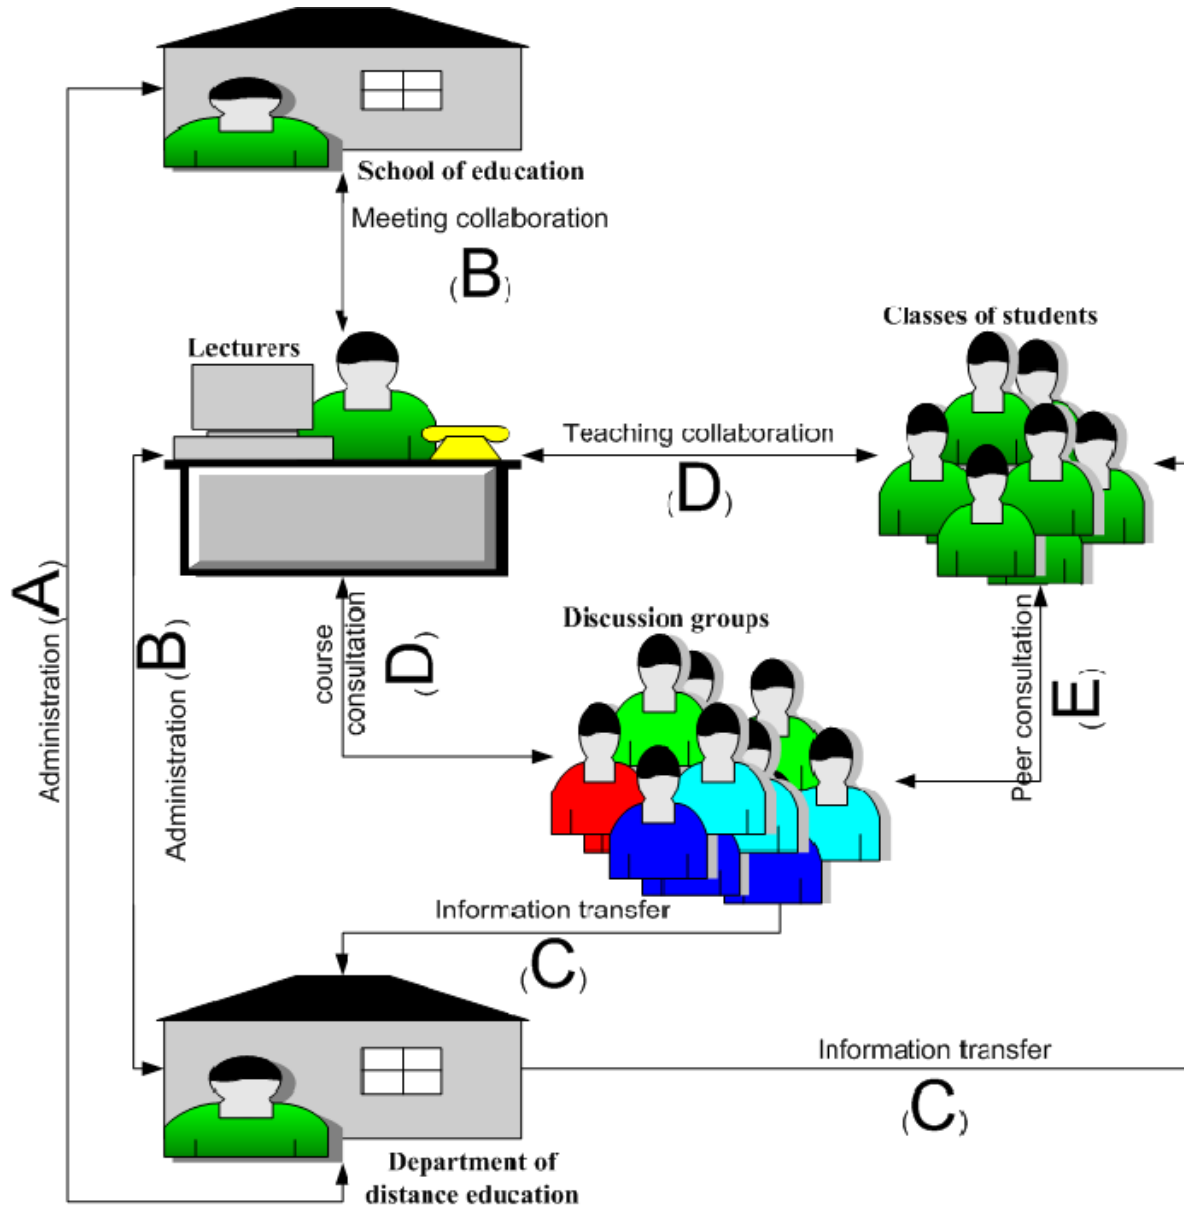 School of education
Meeting collaboration
(B)
Classes of students
Lecturers
Teaching collaboration
(D)
Administration (A)
Administration (B)
course
consultation
(D)
Discussion groups
Peer consultation
(E)
Information transfer
(C)
Information transfer
(C)
Department of
distance education